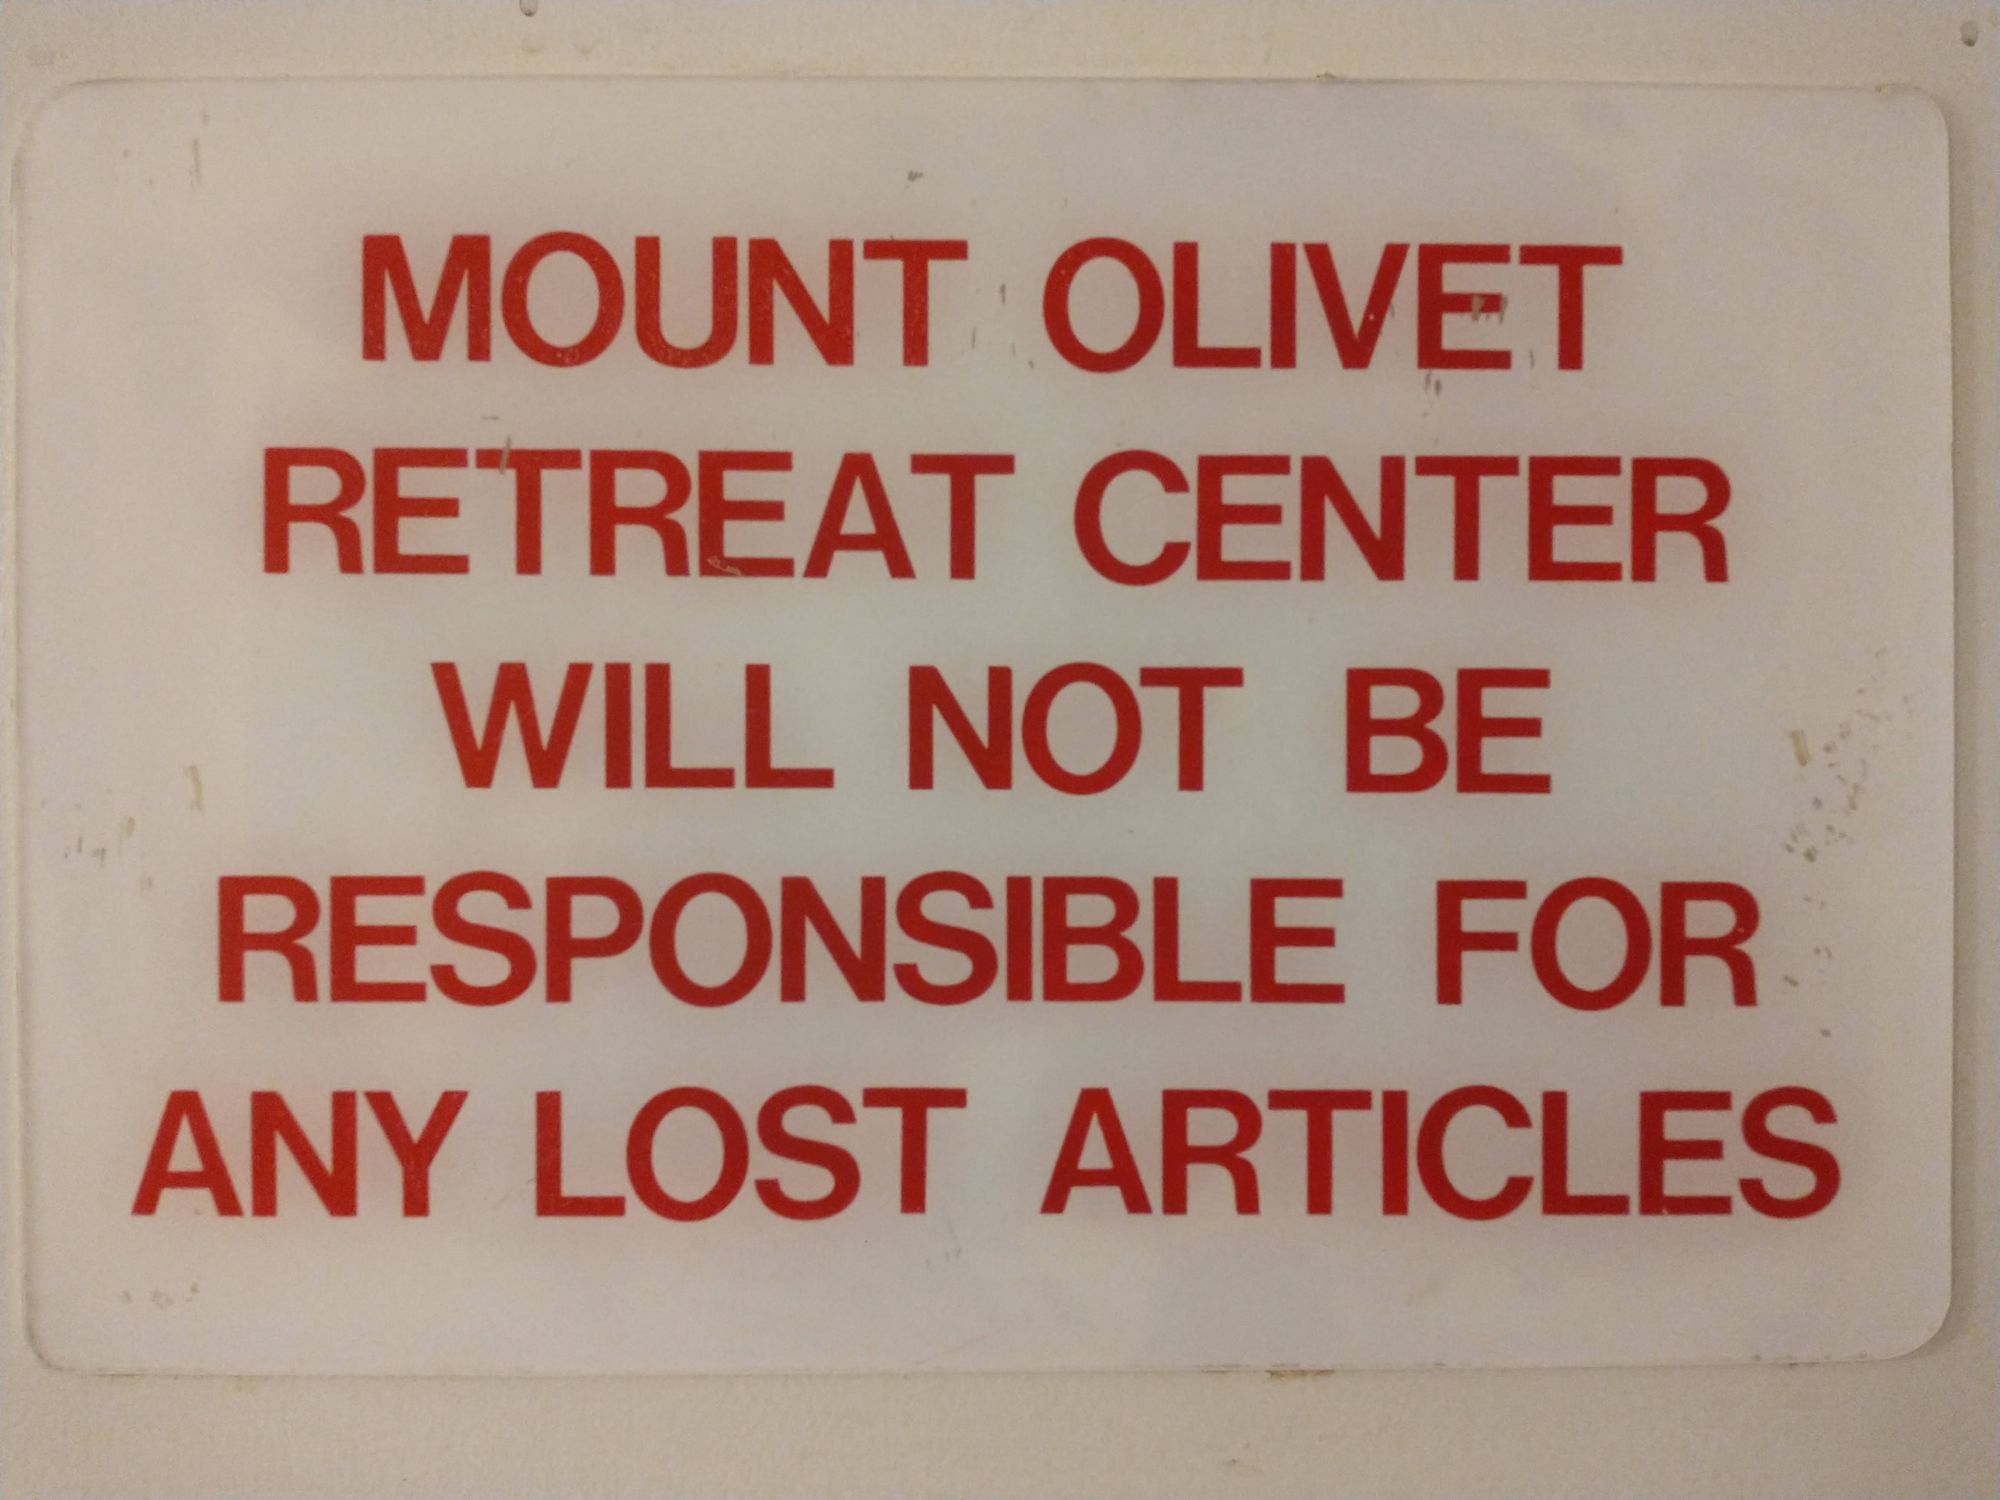 MOUNT OLIVET
RETREAT CENTER
WILL NOT BE
RESPONSIBLE FOR
ANY LOST ARTICLES